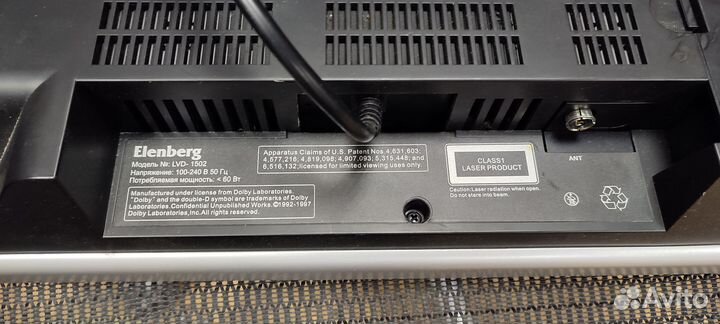 Elenberg
Модель №: LVD- 1502
Напряжение: 100-240 В 50 Гц
Потребляемая мощность: < 60 Вт
Manufactured under license from Dolby Laboratories.
"Dolby" and the double-D symbol are trademarks of Dolby
Laboratories.Confidential Unpublished Works.©1992-1997
Dolby Laboratories,Inc.All rights reserved.
Apparatus Claims of U.S. Patent Nos.4,631,603;
4,577,216; 4,819,098; 4,907,093; 5,315,448; and
6,516,132;licensed for limited viewing uses only.
CLASS1
LASER PRODUCT
Caution:Laser radiation when open.
Do not stare into beam.
ANT
Avito